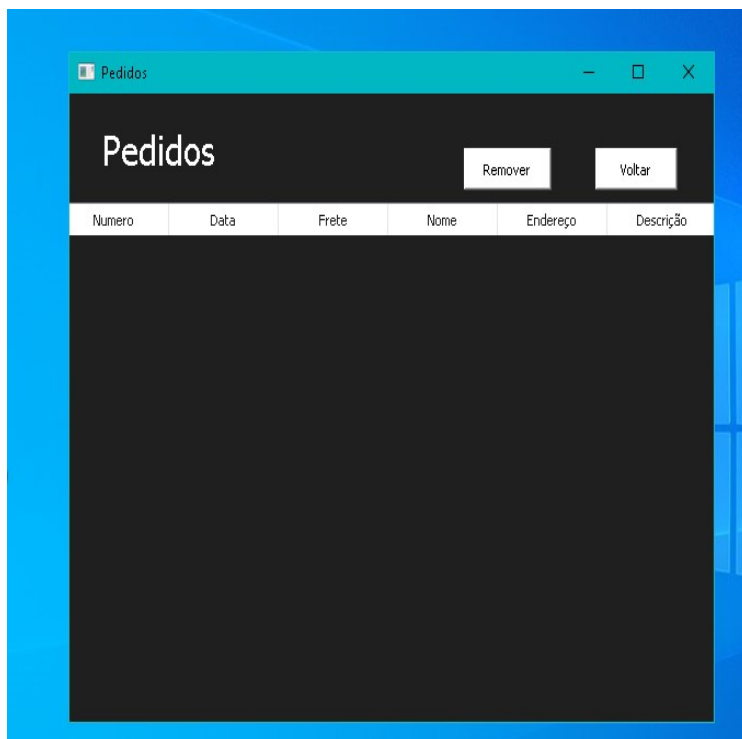 Pedidos
Pedidos
Remover Voltar
Numero Data Frete Nome Endereço Descrição